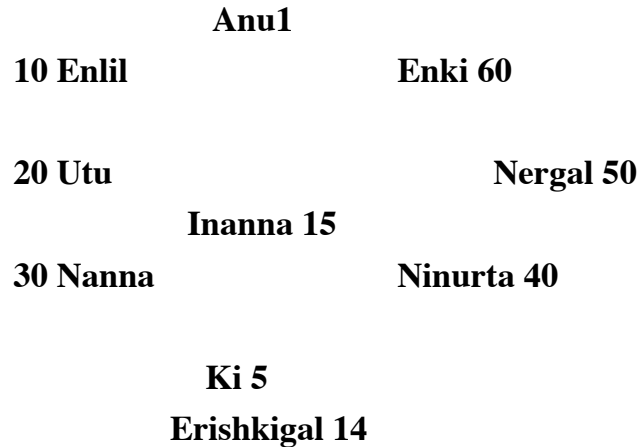 Anu1
10 Enlil Enki 60
20 Utu Nergal 50
Inanna 15
30 Nanna Ninurta 40
Ki 5
Erishkigal 14